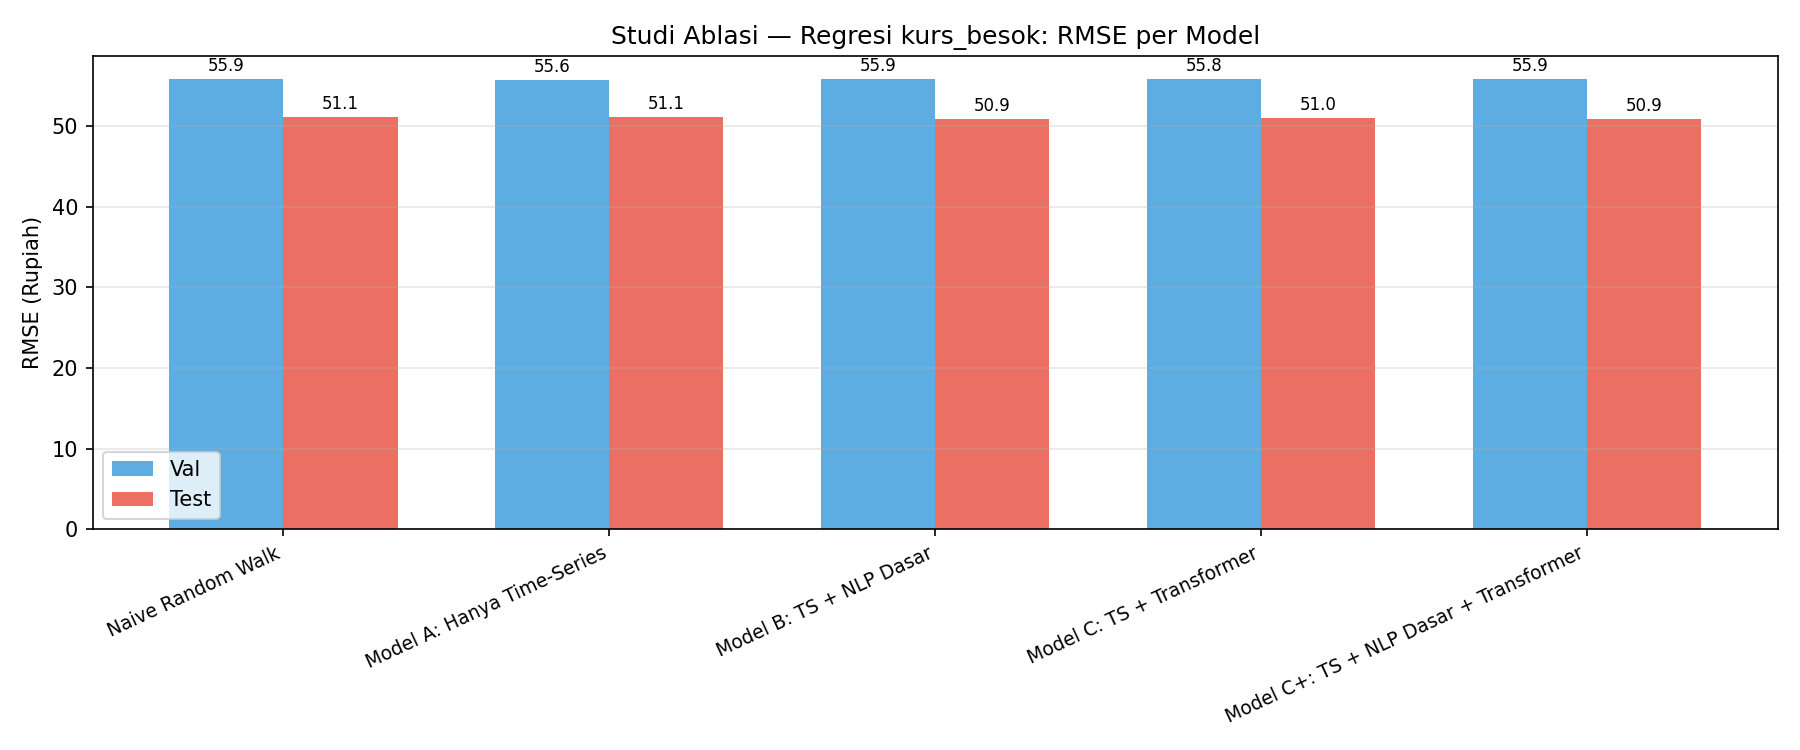 Studi Ablasi — Regresi kurs_besok: RMSE per Model
55.9
51.1
55.6
51.1
55.9
50.9
55.8
51.0
55.9
50.9
RMSE (Rupiah)
50
40
30
20
10
0
Val
Test
Naive Random Walk
Model A: Hanya Time-Series
Model B: TS + NLP Dasar
Model C: TS + Transformer
Model C+: TS + NLP Dasar + Transformer